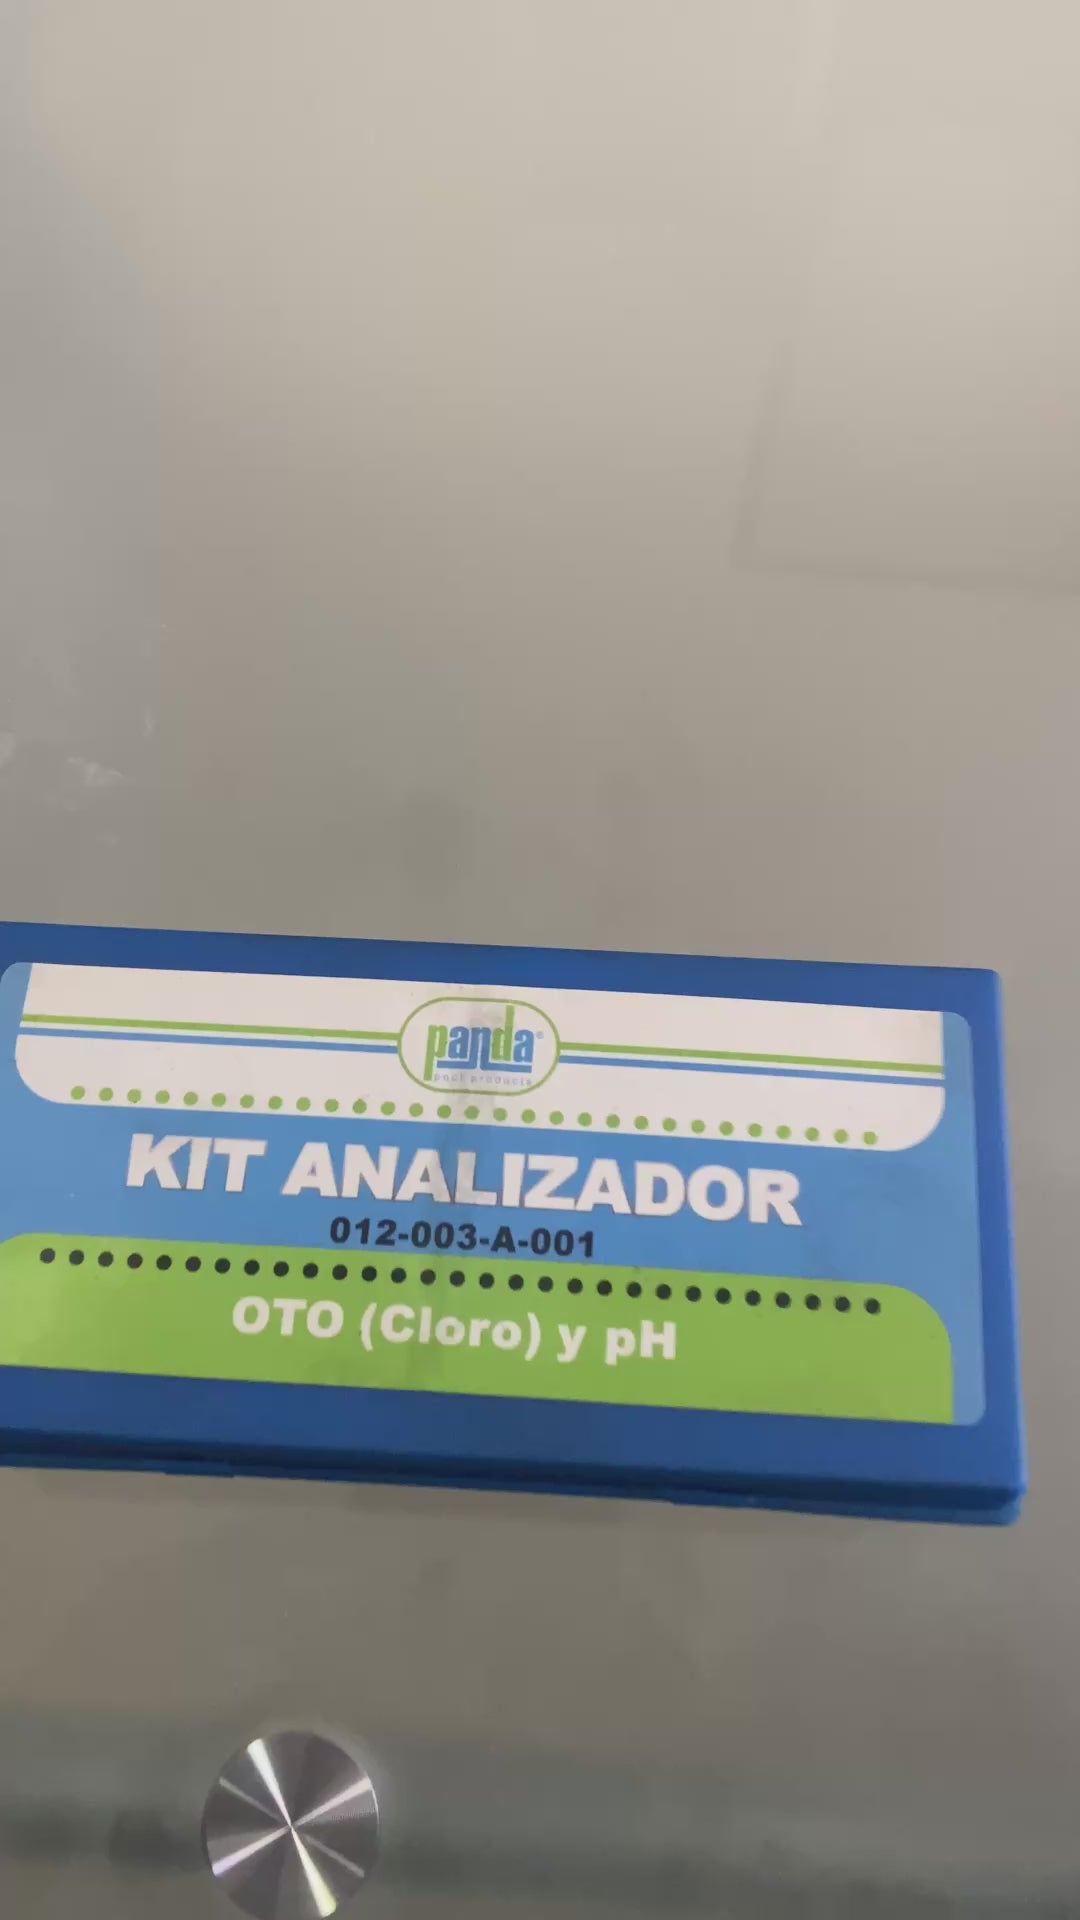 panda®
pool products
KIT ANALIZADOR
012-003-A-001
OTO (Cloro) y pH